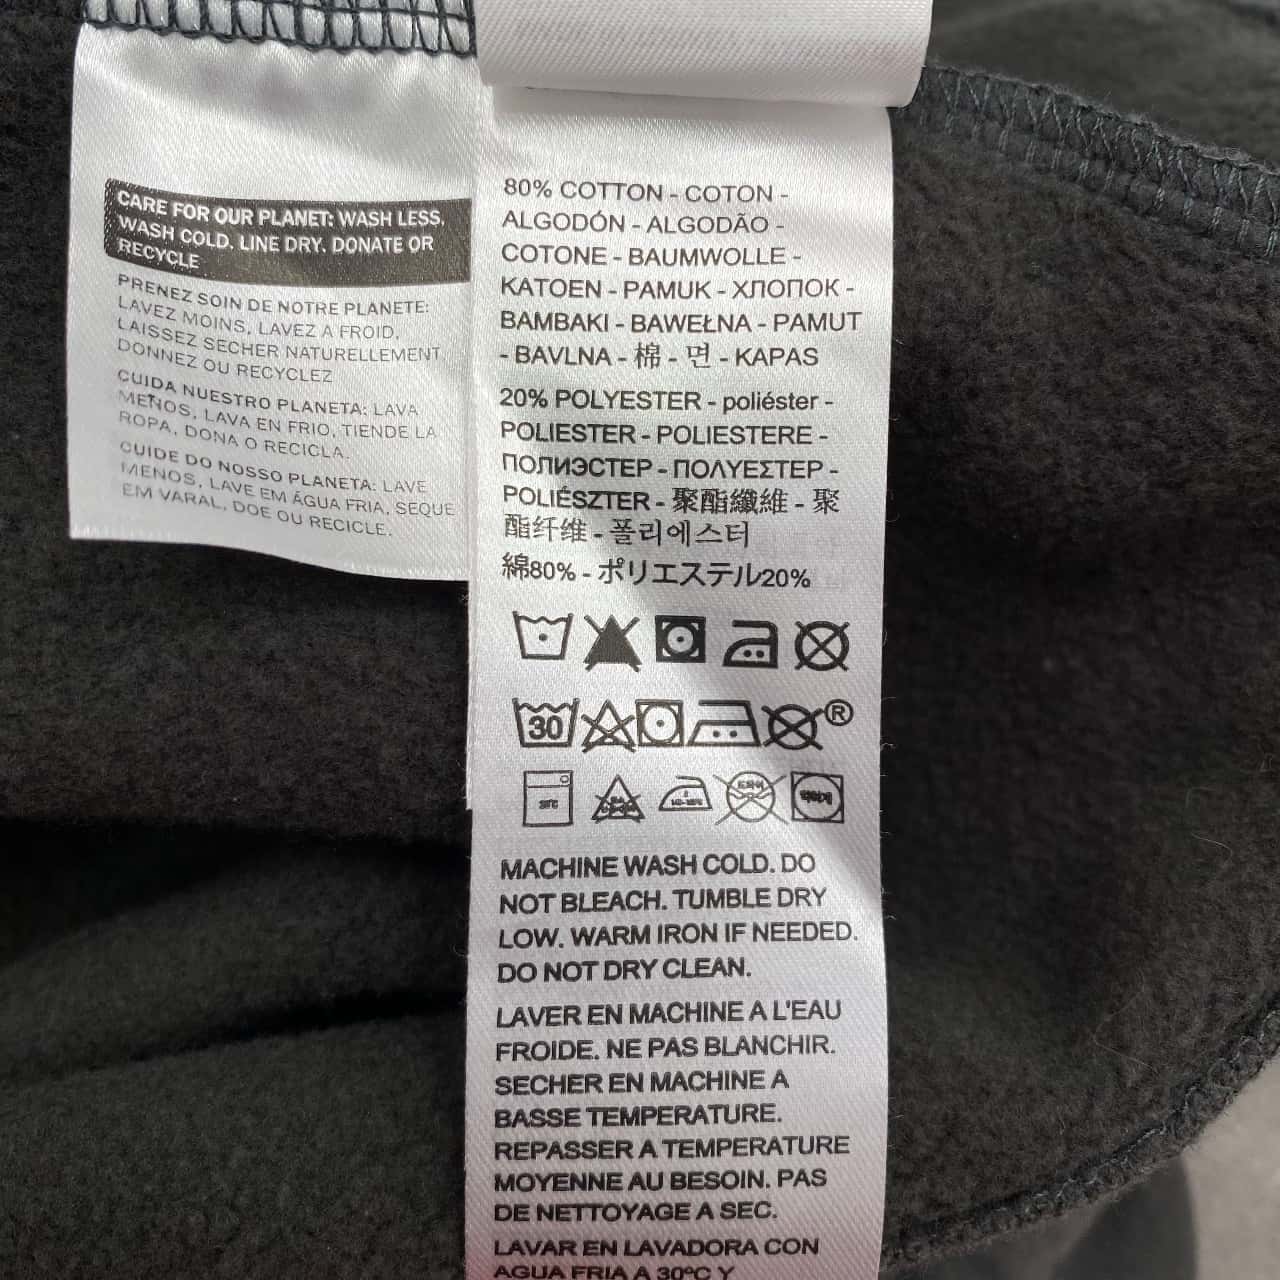 CARE FOR OUR PLANET: WASH LESS,
WASH COLD. LINE DRY. DONATE OR
RECYCLE
PRENEZ SOIN DE NOTRE PLANETE:
LAVEZ MOINS, LAVEZ A FROID,
LAISSEZ SECHER NATURELLEMENT
DONNEZ OU RECYCLEZ
CUIDA NUESTRO PLANETA: LAVA
MENOS, LAVA EN FRIO, TIENDE LA
ROPA, DONA O RECICLA.
CUIDE DO NOSSO PLANETA: LAVE
MENOS, LAVE EM ÁGUA FRIA, SEQUE
EM VARAL, DOE OU RECICLE.
80% COTTON - COTON -
ALGODÓN - ALGODÃO -
COTONE - BAUMWOLLE -
KATOEN - PAMUK - ХЛОПОК -
BAMBAKI - BAWEŁNA - PAMUT
- BAVLNA - 棉 - 면 - KAPAS
20% POLYESTER - poliéster -
POLIESTER - POLIESTERE -
ПОЛИЭСТЕР - ΠΟΛΥΕΣΤΕΡ -
POLIÉSZTER - 聚酯纖維 - 聚
酯纤维 - 폴리에스터
綿80% - ポリエステル20%
30
®
30℃
MACHINE WASH COLD. DO
NOT BLEACH. TUMBLE DRY
LOW. WARM IRON IF NEEDED.
DO NOT DRY CLEAN.
LAVER EN MACHINE A L'EAU
FROIDE. NE PAS BLANCHIR.
SECHER EN MACHINE A
BASSE TEMPERATURE.
REPASSER A TEMPERATURE
MOYENNE AU BESOIN. PAS
DE NETTOYAGE A SEC.
LAVAR EN LAVADORA CON
AGUA FRIA A 30ºC Y